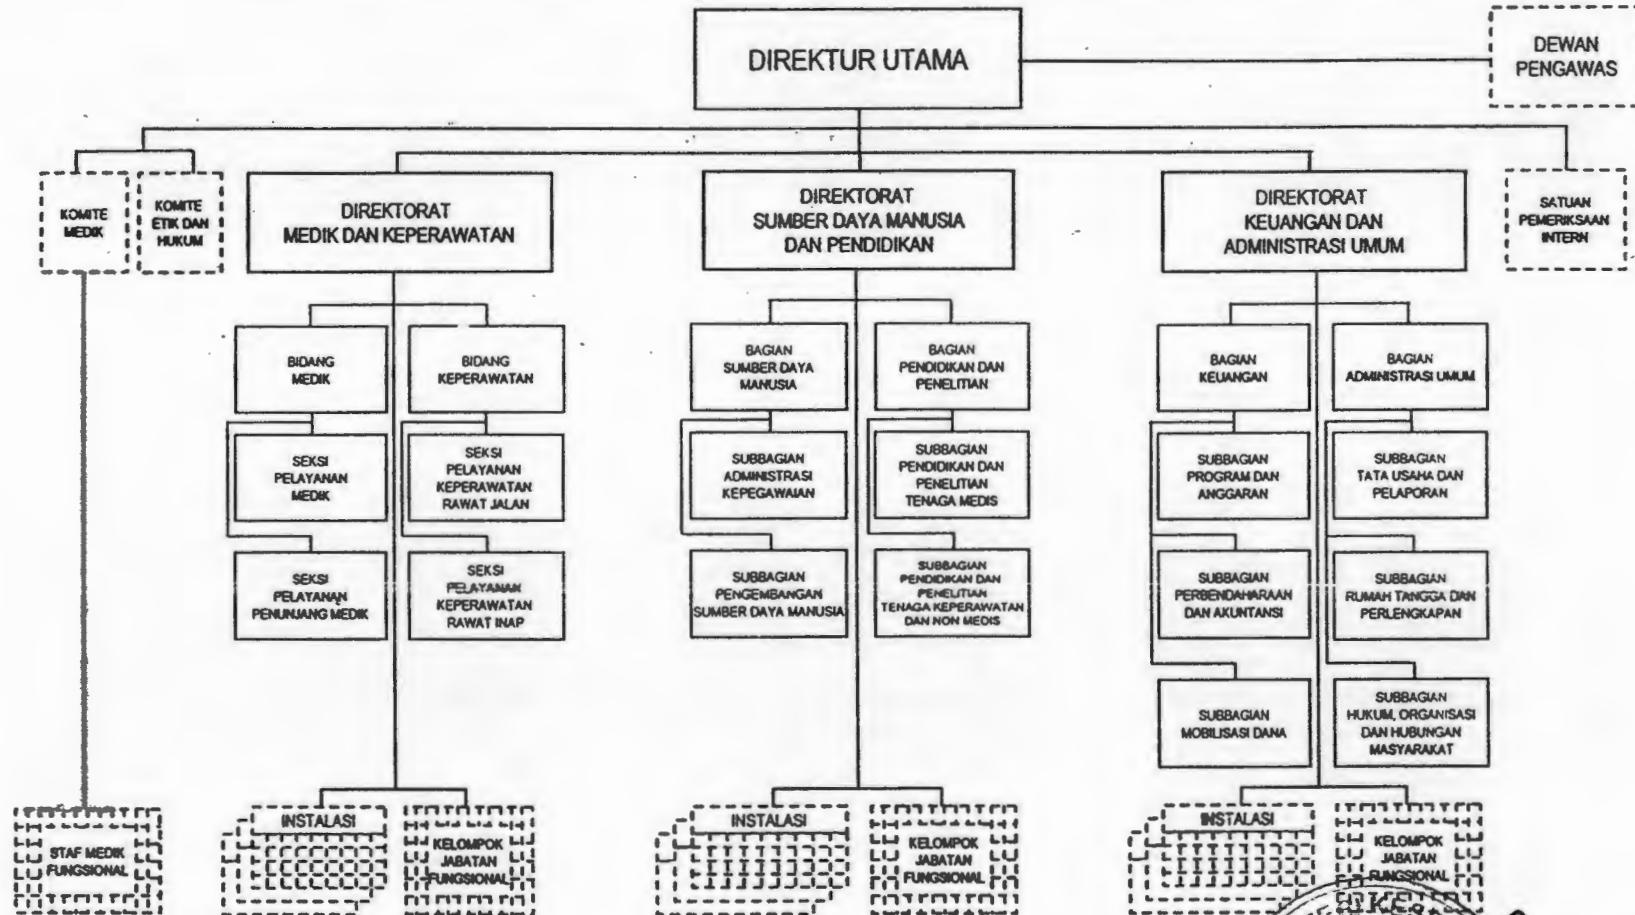 DIREKTUR UTAMA
DEWAN
PENGAWAS
KOMITE
MEDIK
KOMITE
ETIK DAN
HUKUM
DIREKTORAT
MEDIK DAN KEPERAWATAN
DIREKTORAT
SUMBER DAYA MANUSIA
DAN PENDIDIKAN
DIREKTORAT
KEUANGAN DAN
ADMINISTRASI UMUM
SATUAN
PEMERIKSAAN
INTERN
BIDANG
MEDIK
BIDANG
KEPERAWATAN
BAGIAN
SUMBER DAYA
MANUSIA
BAGIAN
PENDIDIKAN DAN
PENELITIAN
BAGIAN
KEUANGAN
BAGIAN
ADMINISTRASI UMUM
SEKSI
PELAYANAN
MEDIK
SEKSI
PELAYANAN
KEPERAWATAN
RAWAT JALAN
SUBBAGIAN
ADMINISTRASI
KEPEGAWAIAN
SUBBAGIAN
PENDIDIKAN DAN
PENELITIAN
TENAGA MEDIS
SUBBAGIAN
PROGRAM DAN
ANGGARAN
SUBBAGIAN
TATA USAHA DAN
PELAPORAN
SEKSI
PELAYANAN
PENUNJANG MEDIK
SEKSI
PELAYANAN
KEPERAWATAN
RAWAT INAP
SUBBAGIAN
PENGEMBANGAN
SUMBER DAYA MANUSIA
SUBBAGIAN
PENDIDIKAN DAN
PENELITIAN
TENAGA KEPERAWATAN
DAN NON MEDIS
SUBBAGIAN
PERBENDAHARAAN
DAN AKUNTANSI
SUBBAGIAN
RUMAH TANGGA DAN
PERLENGKAPAN
SUBBAGIAN
MOBILISASI DANA
SUBBAGIAN
HUKUM, ORGANISASI
DAN HUBUNGAN
MASYARAKAT
STAF MEDIK
FUNGSIONAL
INSTALASI
KELOMPOK
JABATAN
FUNGSIONAL
INSTALASI
KELOMPOK
JABATAN
FUNGSIONAL
INSTALASI
KELOMPOK
JABATAN
FUNGSIONAL